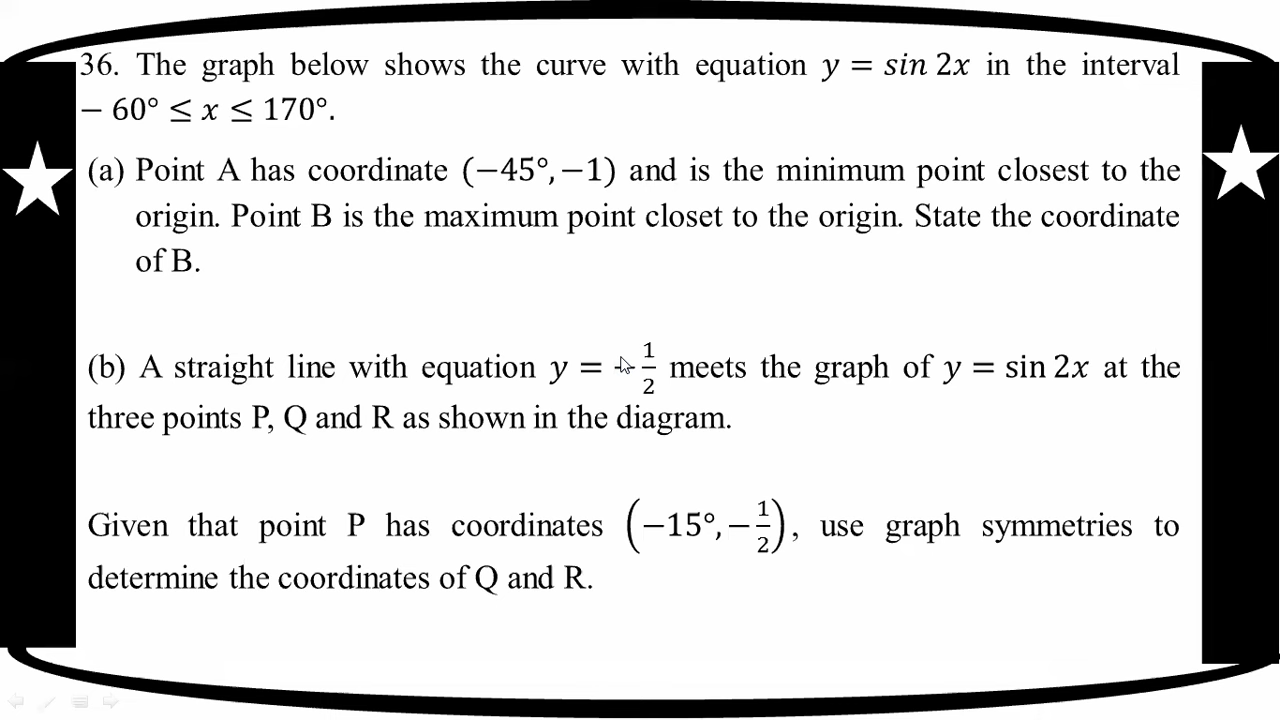 36. The graph below shows the curve with equation y = sin 2x in the interval
− 60° ≤ x ≤ 170°.
(a) Point A has coordinate (−45°, −1) and is the minimum point closest to the
origin. Point B is the maximum point closet to the origin. State the coordinate
of B.
(b) A straight line with equation y = −1/2 meets the graph of y = sin 2x at the
three points P, Q and R as shown in the diagram.
Given that point P has coordinates (−15°, −1/2), use graph symmetries to
determine the coordinates of Q and R.